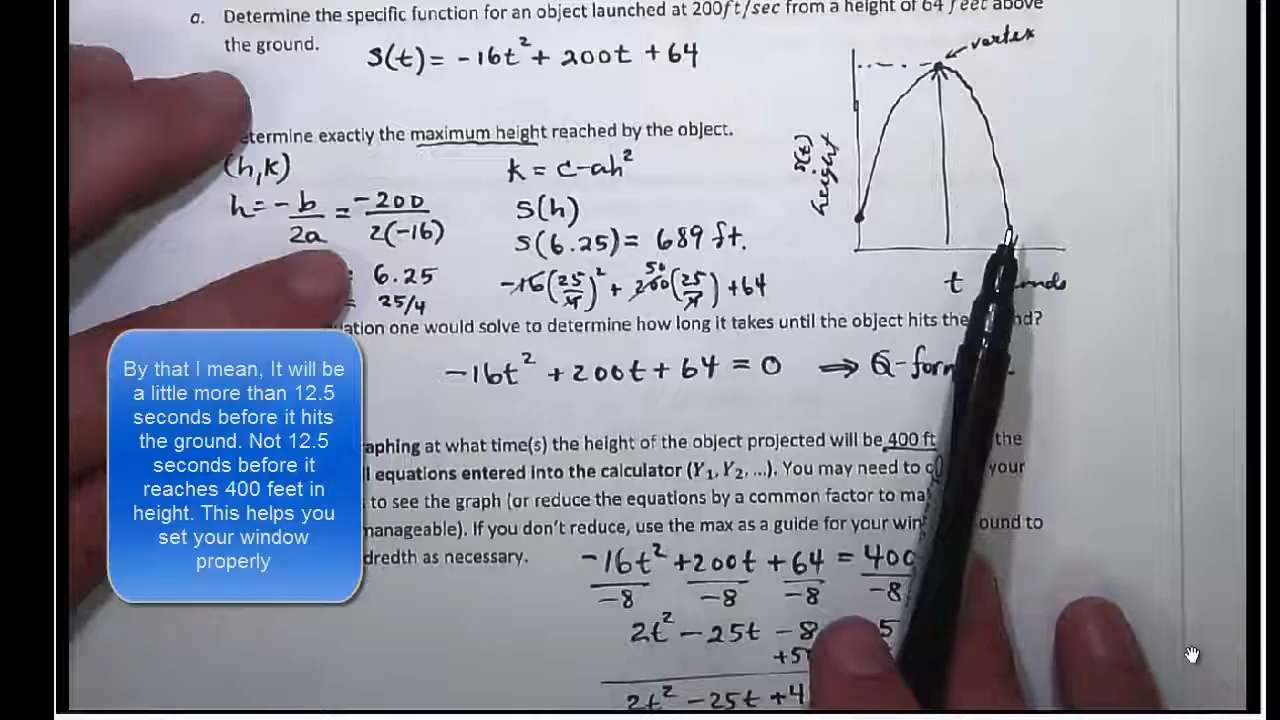 a. Determine the specific function for an object launched at 200ft/sec from a height of 64 feet above
the ground.
S(t) = -16t² + 200t + 64
vertex
etermine exactly the maximum height reached by the object.
(h,k)
k = c-ah²
h = -b/2a = -200/2(-16)
S(h)
S(6.25) = 689 ft.
S(t)
height
6.25
= 25/4
-16(25/4)² + 200(25/4) + 64
50
t
uation one would solve to determine how long it takes until the object hits the nd?
-16t² + 200t + 64 = 0 ⟹ Q-form
By that I mean, It will be
a little more than 12.5
seconds before it hits
the ground. Not 12.5
seconds before it
reaches 400 feet in
height. This helps you
set your window
properly
aphing at what time(s) the height of the object projected will be 400 ft the
l equations entered into the calculator (Y₁, Y₂, ...). You may need to your
to see the graph (or reduce the equations by a common factor to ma
manageable). If you don't reduce, use the max as a guide for your win ound to
dredth as necessary.
-16t² + 200t + 64 = 400
-8 -8 -8 -8
2t² - 25t - 8 5
+5
2t² - 25t + 4